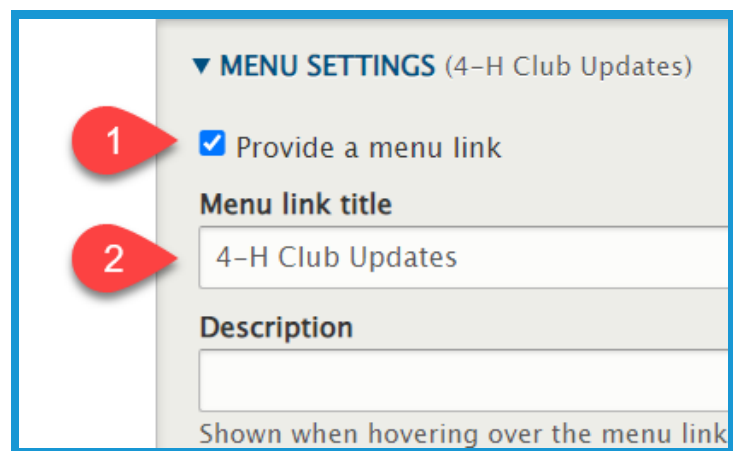 ▼ MENU SETTINGS (4-H Club Updates)
1
Provide a menu link
Menu link title
2
4-H Club Updates
Description
Shown when hovering over the menu link